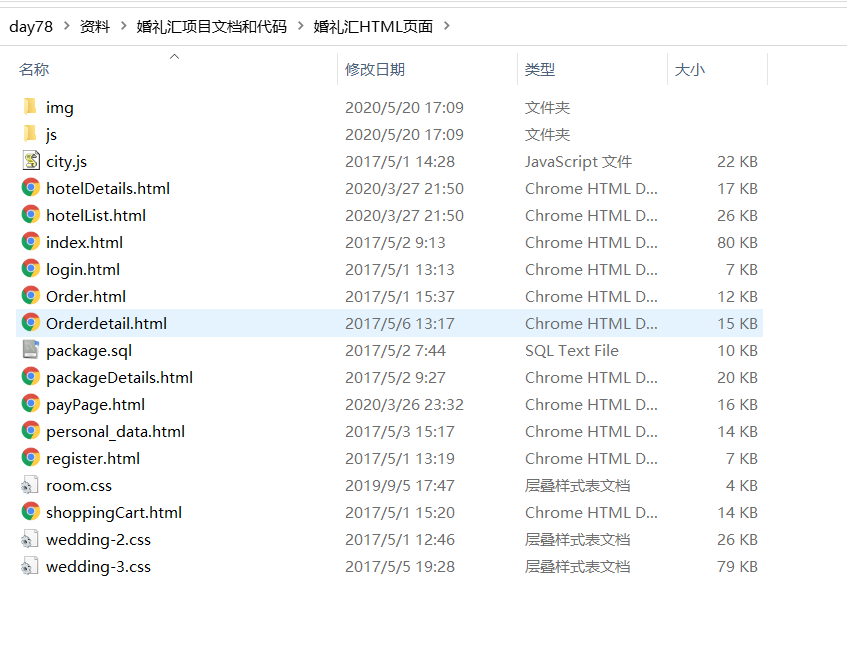 day78 > 资料 > 婚礼汇项目文档和代码 > 婚礼汇HTML页面 >
名称 修改日期 类型 大小
img 2020/5/20 17:09 文件夹
js 2020/5/20 17:09 文件夹
city.js 2017/5/1 14:28 JavaScript 文件 22 KB
hotelDetails.html 2020/3/27 21:50 Chrome HTML D... 17 KB
hotelList.html 2020/3/27 21:50 Chrome HTML D... 26 KB
index.html 2017/5/2 9:13 Chrome HTML D... 80 KB
login.html 2017/5/1 13:13 Chrome HTML D... 7 KB
Order.html 2017/5/1 15:37 Chrome HTML D... 12 KB
Orderdetail.html 2017/5/6 13:17 Chrome HTML D... 15 KB
package.sql 2017/5/2 7:44 SQL Text File 10 KB
packageDetails.html 2017/5/2 9:27 Chrome HTML D... 20 KB
payPage.html 2020/3/26 23:32 Chrome HTML D... 16 KB
personal_data.html 2017/5/3 15:17 Chrome HTML D... 14 KB
register.html 2017/5/1 13:19 Chrome HTML D... 7 KB
room.css 2019/9/5 17:47 层叠样式表文档 4 KB
shoppingCart.html 2017/5/1 15:20 Chrome HTML D... 14 KB
wedding-2.css 2017/5/1 12:46 层叠样式表文档 26 KB
wedding-3.css 2017/5/5 19:28 层叠样式表文档 79 KB